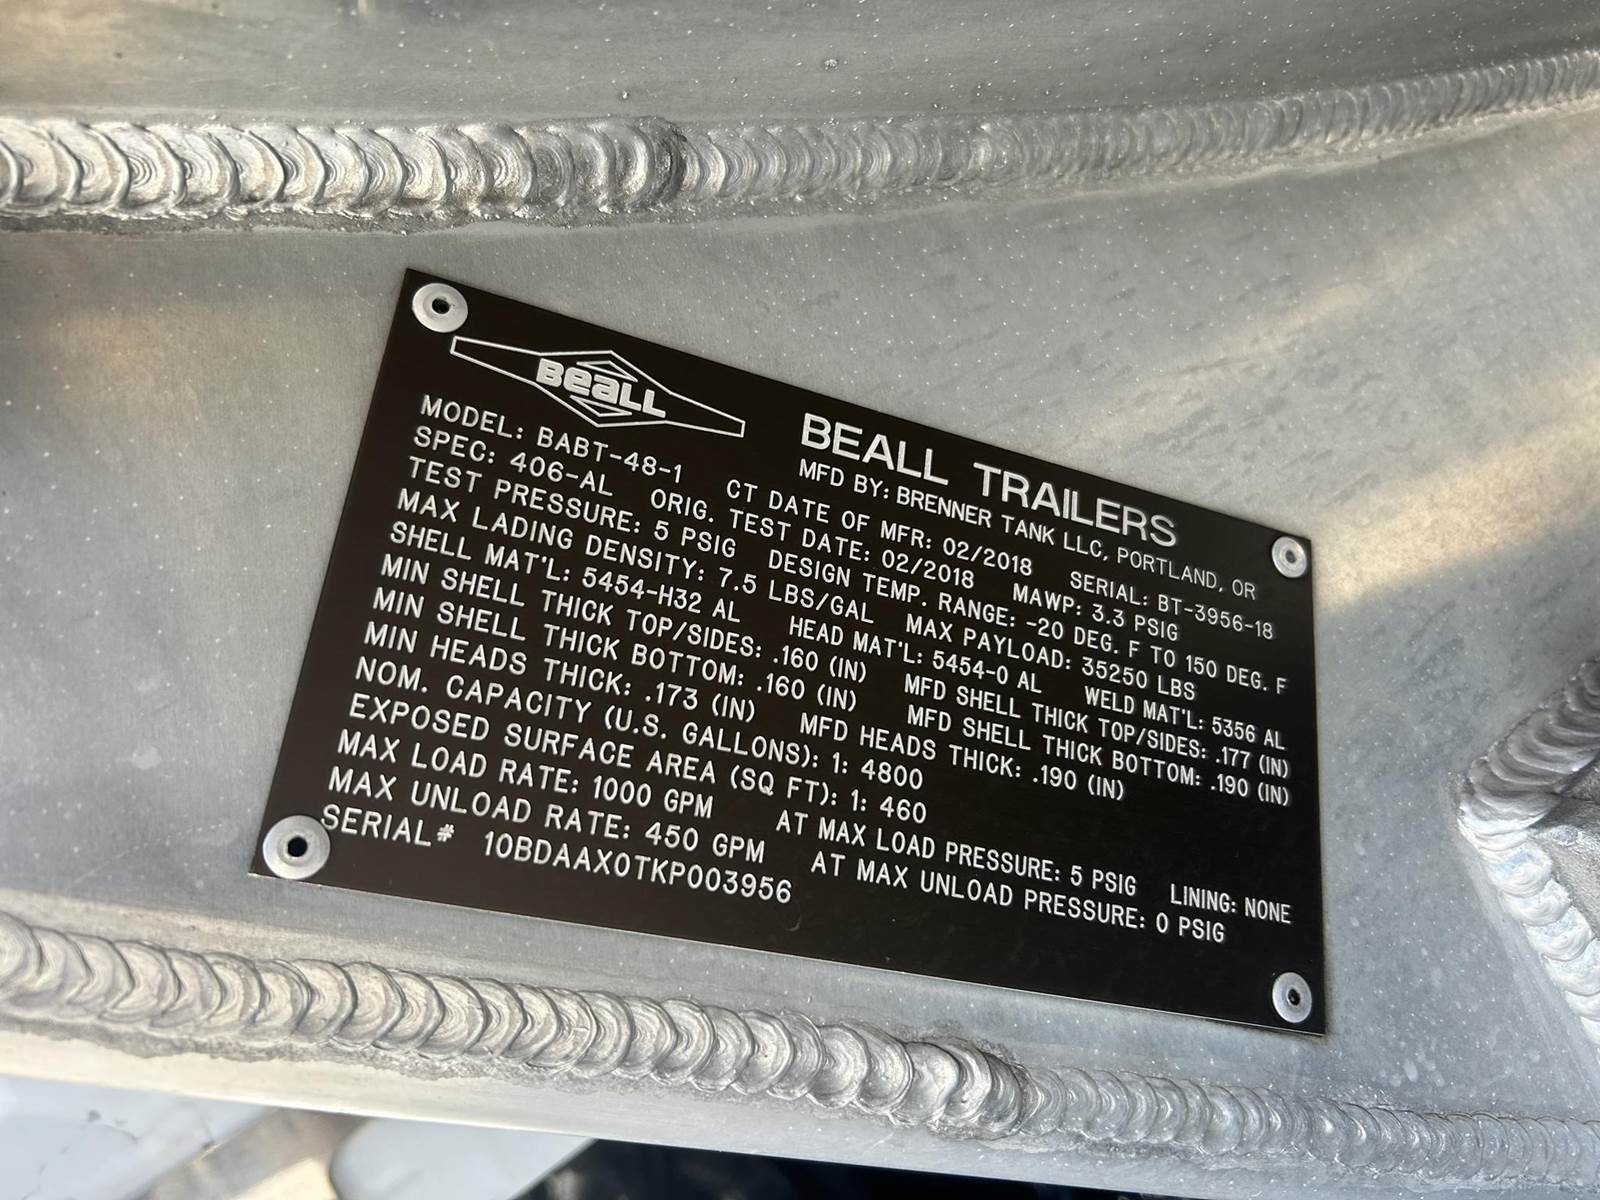 BeaLL
BEALL TRAILERS
MFD BY: BRENNER TANK LLC, PORTLAND, OR
MODEL: BABT-48-1 CT DATE OF MFR: 02/2018 SERIAL: BT-3956-18
SPEC: 406-AL ORIG. TEST DATE: 02/2018 MAWP: 3.3 PSIG
TEST PRESSURE: 5 PSIG DESIGN TEMP. RANGE: -20 DEG. F TO 150 DEG. F
MAX LADING DENSITY: 7.5 LBS/GAL MAX PAYLOAD: 35250 LBS
SHELL MAT'L: 5454-H32 AL HEAD MAT'L: 5454-0 AL WELD MAT'L: 5356 AL
MIN SHELL THICK TOP/SIDES: .160 (IN) MFD SHELL THICK TOP/SIDES: .177 (IN)
MIN SHELL THICK BOTTOM: .160 (IN) MFD SHELL THICK BOTTOM: .190 (IN)
MIN HEADS THICK: .173 (IN) MFD HEADS THICK: .190 (IN)
NOM. CAPACITY (U.S. GALLONS): 1: 4800
EXPOSED SURFACE AREA (SQ FT): 1: 460
MAX LOAD RATE: 1000 GPM AT MAX LOAD PRESSURE: 5 PSIG LINING: NONE
MAX UNLOAD RATE: 450 GPM AT MAX UNLOAD PRESSURE: 0 PSIG
SERIAL# 10BDAAX0TKP003956